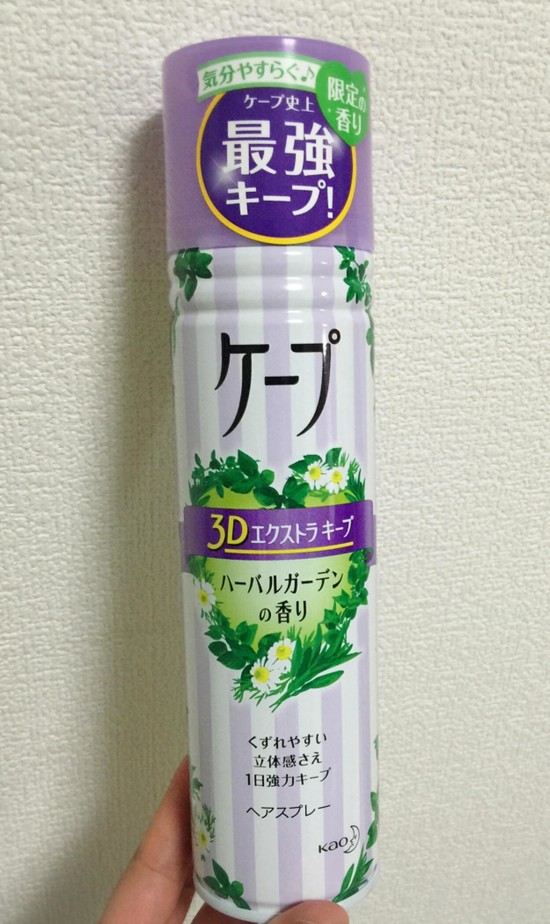 気分やすらぐ♪
限定の
香り
ケープ史上
最強
キープ!
ケープ
3Dエクストラキープ
ハーバルガーデン
の香り
くずれやすい
立体感さえ
1日強力キープ
ヘアスプレー
Kao